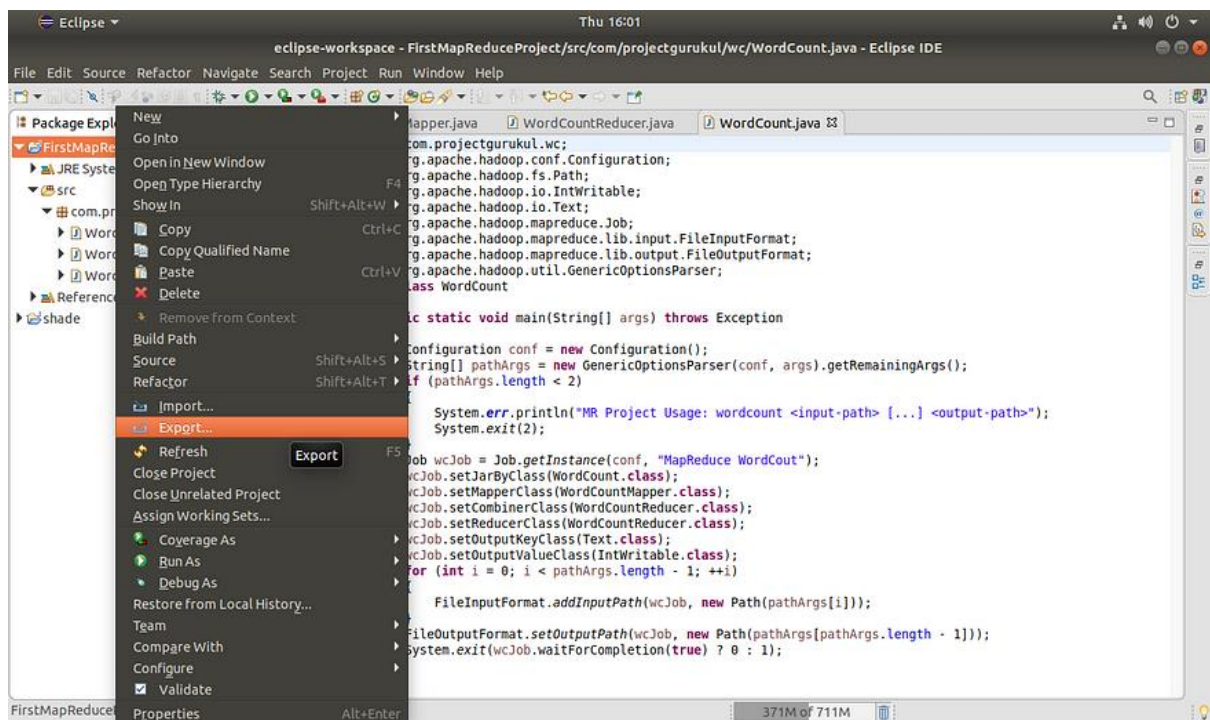 Eclipse
Thu 16:01
eclipse-workspace - FirstMapReduceProject/src/com/projectgurukul/wc/WordCount.java - Eclipse IDE
File Edit Source Refactor Navigate Search Project Run Window Help
Package Expl
FirstMapRe
JRE Syste
src
com.pr
Word
Word
Word
Reference
shade
New
Go Into
Open in New Window
Open Type Hierarchy F4
Show In Shift+Alt+W
Copy Ctrl+C
Copy Qualified Name
Paste Ctrl+V
Delete
Remove from Context
Build Path
Source Shift+Alt+S
Refactor Shift+Alt+T
Import...
Export...
Refresh F5
Export
Close Project
Close Unrelated Project
Assign Working Sets...
Coverage As
Run As
Debug As
Restore from Local History...
Team
Compare With
Configure
Validate
Properties Alt+Enter
Mapper.java WordCountReducer.java WordCount.java
com.projectgurukul.wc;
rg.apache.hadoop.conf.Configuration;
rg.apache.hadoop.fs.Path;
rg.apache.hadoop.io.IntWritable;
rg.apache.hadoop.io.Text;
rg.apache.hadoop.mapreduce.Job;
rg.apache.hadoop.mapreduce.lib.input.FileInputFormat;
rg.apache.hadoop.mapreduce.lib.output.FileOutputFormat;
rg.apache.hadoop.util.GenericOptionsParser;
lass WordCount
ic static void main(String[] args) throws Exception
Configuration conf = new Configuration();
String[] pathArgs = new GenericOptionsParser(conf, args).getRemainingArgs();
if (pathArgs.length < 2)
{
System.err.println("MR Project Usage: wordcount <input-path> [...] <output-path>");
System.exit(2);
}
Job wcJob = Job.getInstance(conf, "MapReduce WordCout");
wcJob.setJarByClass(WordCount.class);
wcJob.setMapperClass(WordCountMapper.class);
wcJob.setCombinerClass(WordCountReducer.class);
wcJob.setReducerClass(WordCountReducer.class);
wcJob.setOutputKeyClass(Text.class);
wcJob.setOutputValueClass(IntWritable.class);
for (int i = 0; i < pathArgs.length - 1; ++i)
{
FileInputFormat.addInputPath(wcJob, new Path(pathArgs[i]));
}
FileOutputFormat.setOutputPath(wcJob, new Path(pathArgs[pathArgs.length - 1]));
System.exit(wcJob.waitForCompletion(true) ? 0 : 1);
FirstMapReduce
371M of 711M